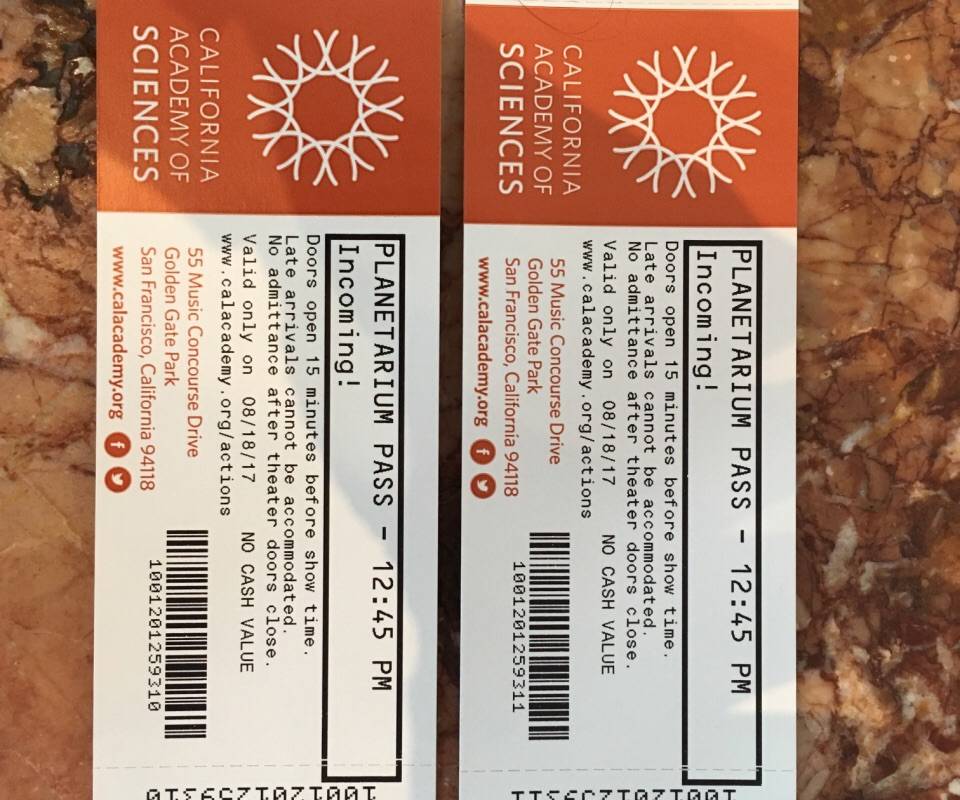 CALIFORNIA
ACADEMY OF
SCIENCES
PLANETARIUM PASS - 12:45 PM
Incoming!
Doors open 15 minutes before show time.
Late arrivals cannot be accommodated.
No admittance after theater doors close.
Valid only on 08/18/17 NO CASH VALUE
www.calacademy.org/actions
55 Music Concourse Drive
Golden Gate Park
San Francisco, California 94118
www.calacademy.org
1001201259310
1001201259310
CALIFORNIA
ACADEMY OF
SCIENCES
PLANETARIUM PASS - 12:45 PM
Incoming!
Doors open 15 minutes before show time.
Late arrivals cannot be accommodated.
No admittance after theater doors close.
Valid only on 08/18/17 NO CASH VALUE
www.calacademy.org/actions
55 Music Concourse Drive
Golden Gate Park
San Francisco, California 94118
www.calacademy.org
1001201259311
1001201259311